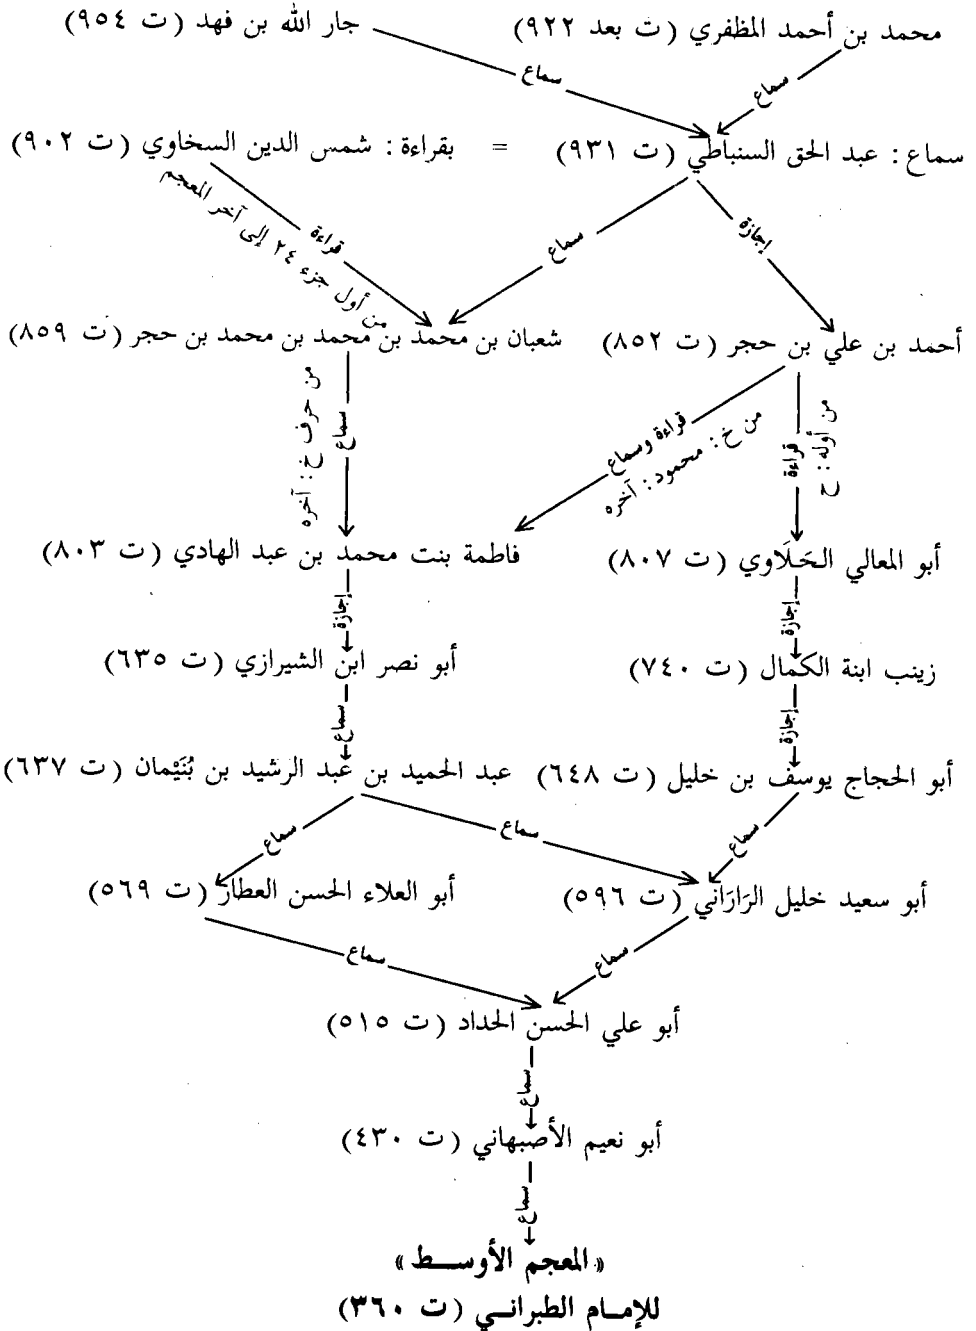 محمد بن أحمد المظفري (ت بعد ٩٢٢) جار الله بن فهد (ت ٩٥٤)
سماع سماع
سماع : عبد الحق السنباطي (ت ٩٣١) = بقراءة : شمس الدين السخاوي (ت ٩٠٢)
إجازة سماع قراءة
من أول جزء ٢٤ إلى آخر المعجم
أحمد بن علي بن حجر (ت ٨٥٢) شعبان بن محمد بن محمد بن محمد بن حجر (ت ٨٥٩)
من أوله : ح
قراءة
قراءة وسماع
من خ : محمود : آخره
سماع
من حرف خ : آخره
أبو المعالي الحَلَاوي (ت ٨٠٧) فاطمة بنت محمد بن عبد الهادي (ت ٨٠٣)
إجازة إجازة
زينب ابنة الكمال (ت ٧٤٠) أبو نصر ابن الشيرازي (ت ٦٣٥)
إجازة سماع
أبو الحجاج يوسف بن خليل (ت ٦٤٨) عبد الحميد بن عبد الرشيد بن بُنَيْمان (ت ٦٣٧)
سماع سماع سماع
أبو سعيد خليل الرَارَاني (ت ٥٩٦) أبو العلاء الحسن العطار (ت ٥٦٩)
سماع سماع
أبو علي الحسن الحداد (ت ٥١٥)
سماع
أبو نعيم الأصبهاني (ت ٤٣٠)
سماع
« المعجم الأوســط »
للإمــام الطبرانــي (ت ٣٦٠)